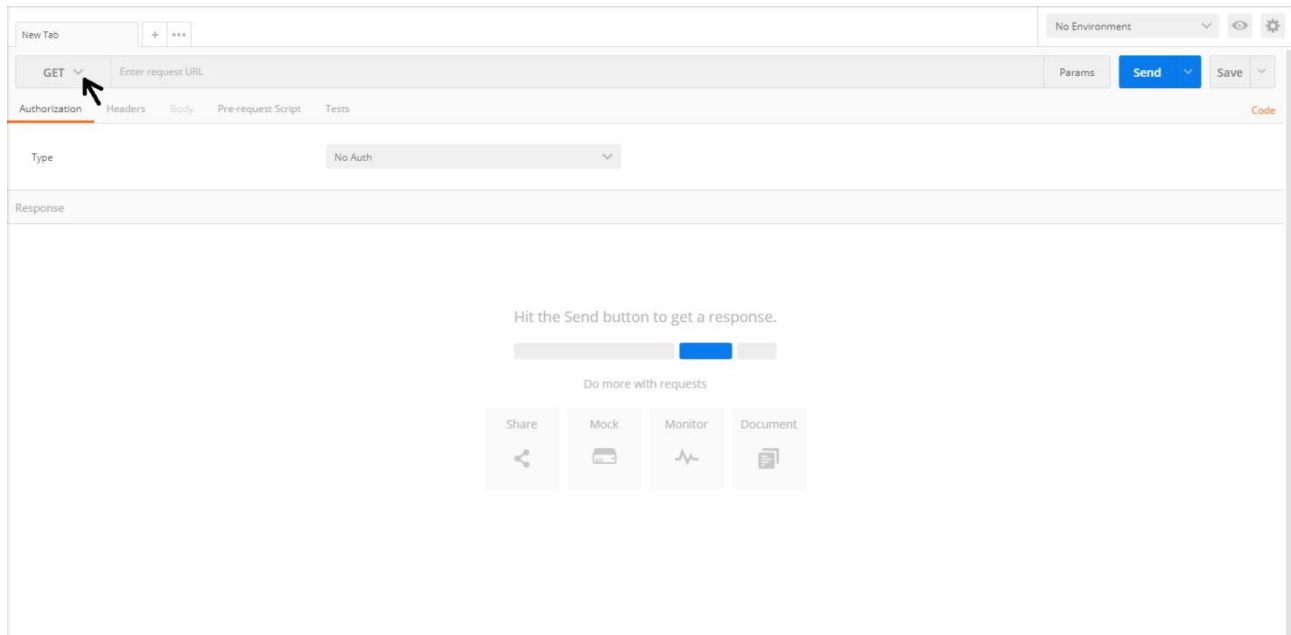 New Tab
No Environment
GET Enter request URL Params Send Save
Authorization Headers Body Pre-request Script Tests Code
Type No Auth
Response
Hit the Send button to get a response.
Do more with requests
Share Mock Monitor Document